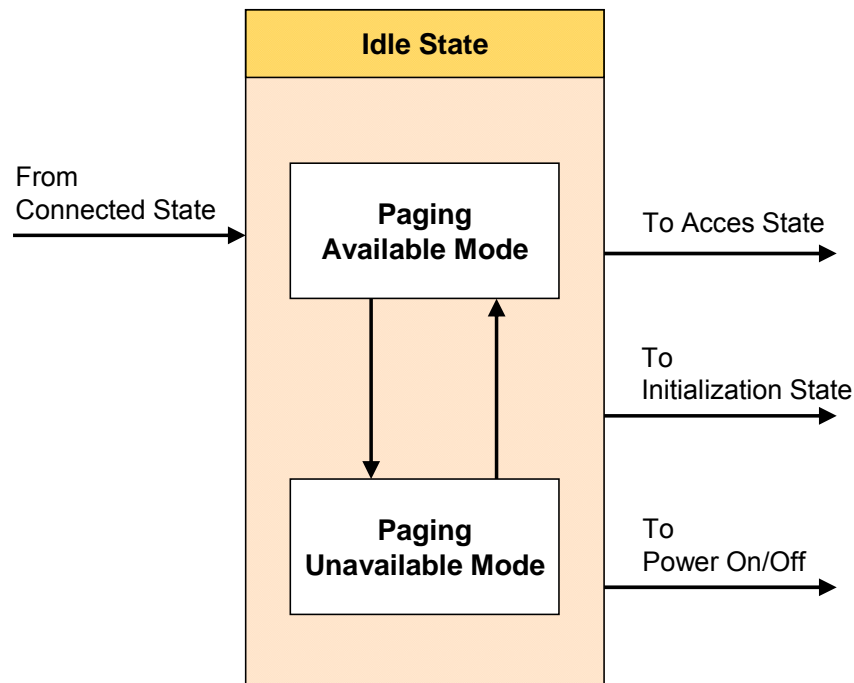 Idle State
From
Connected State
Paging
Available Mode
To Acces State
To
Initialization State
Paging
Unavailable Mode
To
Power On/Off